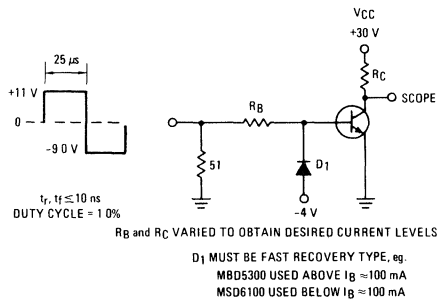 25 μs
+11 V
0
-9.0 V
tr, tf ≤ 10 ns
DUTY CYCLE = 1.0%
VCC
+30 V
RC
SCOPE
RB
51
D1
-4 V
RB and RC VARIED TO OBTAIN DESIRED CURRENT LEVELS
D1 MUST BE FAST RECOVERY TYPE, eg.
MBD5300 USED ABOVE IB ≈ 100 mA
MSD6100 USED BELOW IB ≈ 100 mA